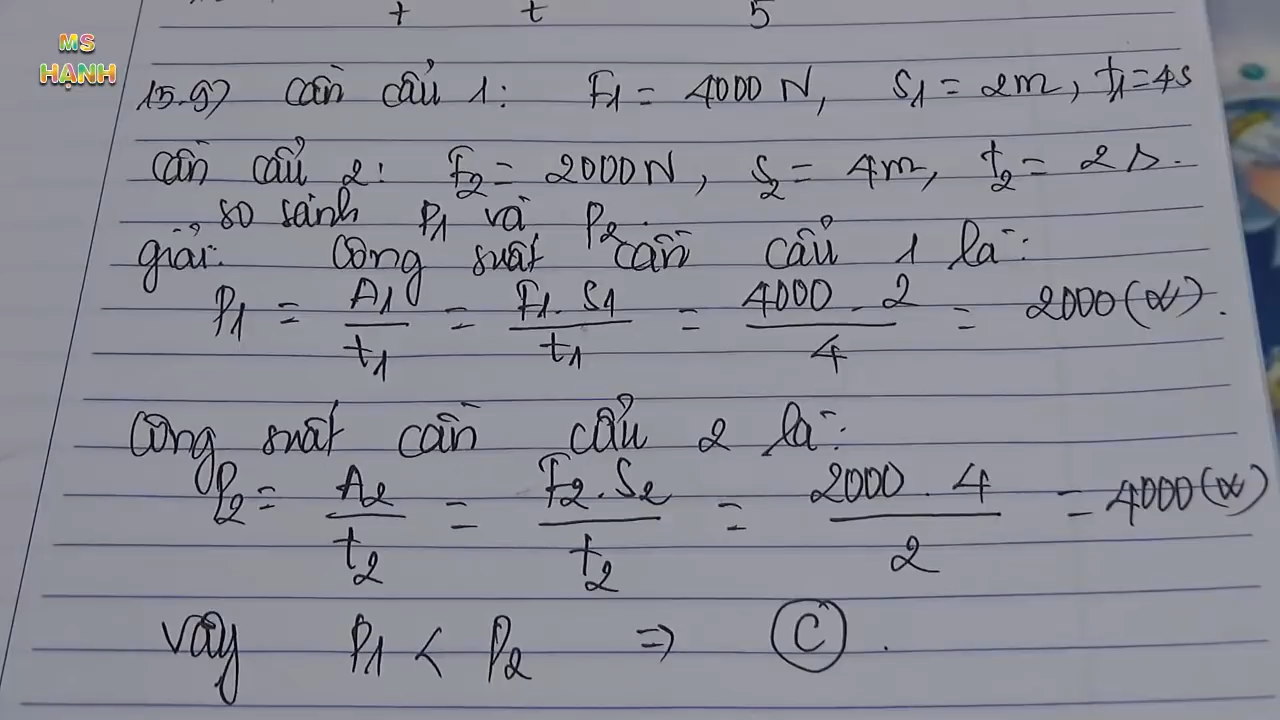 + t 5
MS
HẠNH
15.9) Cần cẩu 1: F1 = 4000 N, S1 = 2m, t1 = 4s
Cần cẩu 2: F2 = 2000N, S2 = 4m, t2 = 2s.
so sánh P1 và P2.
giải: Công suất cần cẩu 1 là:
P1 = A1/t1 = F1. S1/t1 = 4000 . 2/4 = 2000 (W).
Công suất cần cẩu 2 là:
P2 = A2/t2 = F2.S2/t2 = 2000 . 4/2 = 4000 (W)
Vậy P1 < P2 => C .